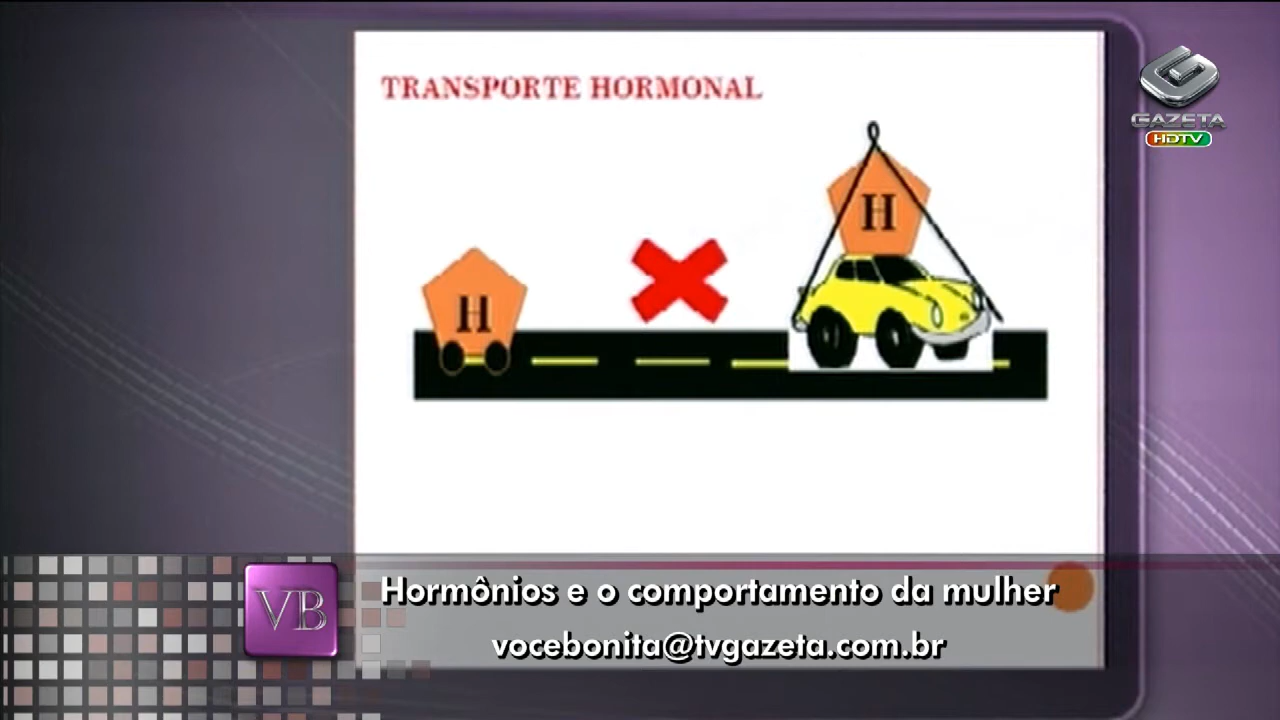 TRANSPORTE HORMONAL
GAZETA
HDTV
H
H
VB
Hormônios e o comportamento da mulher
vocebonita@tvgazeta.com.br